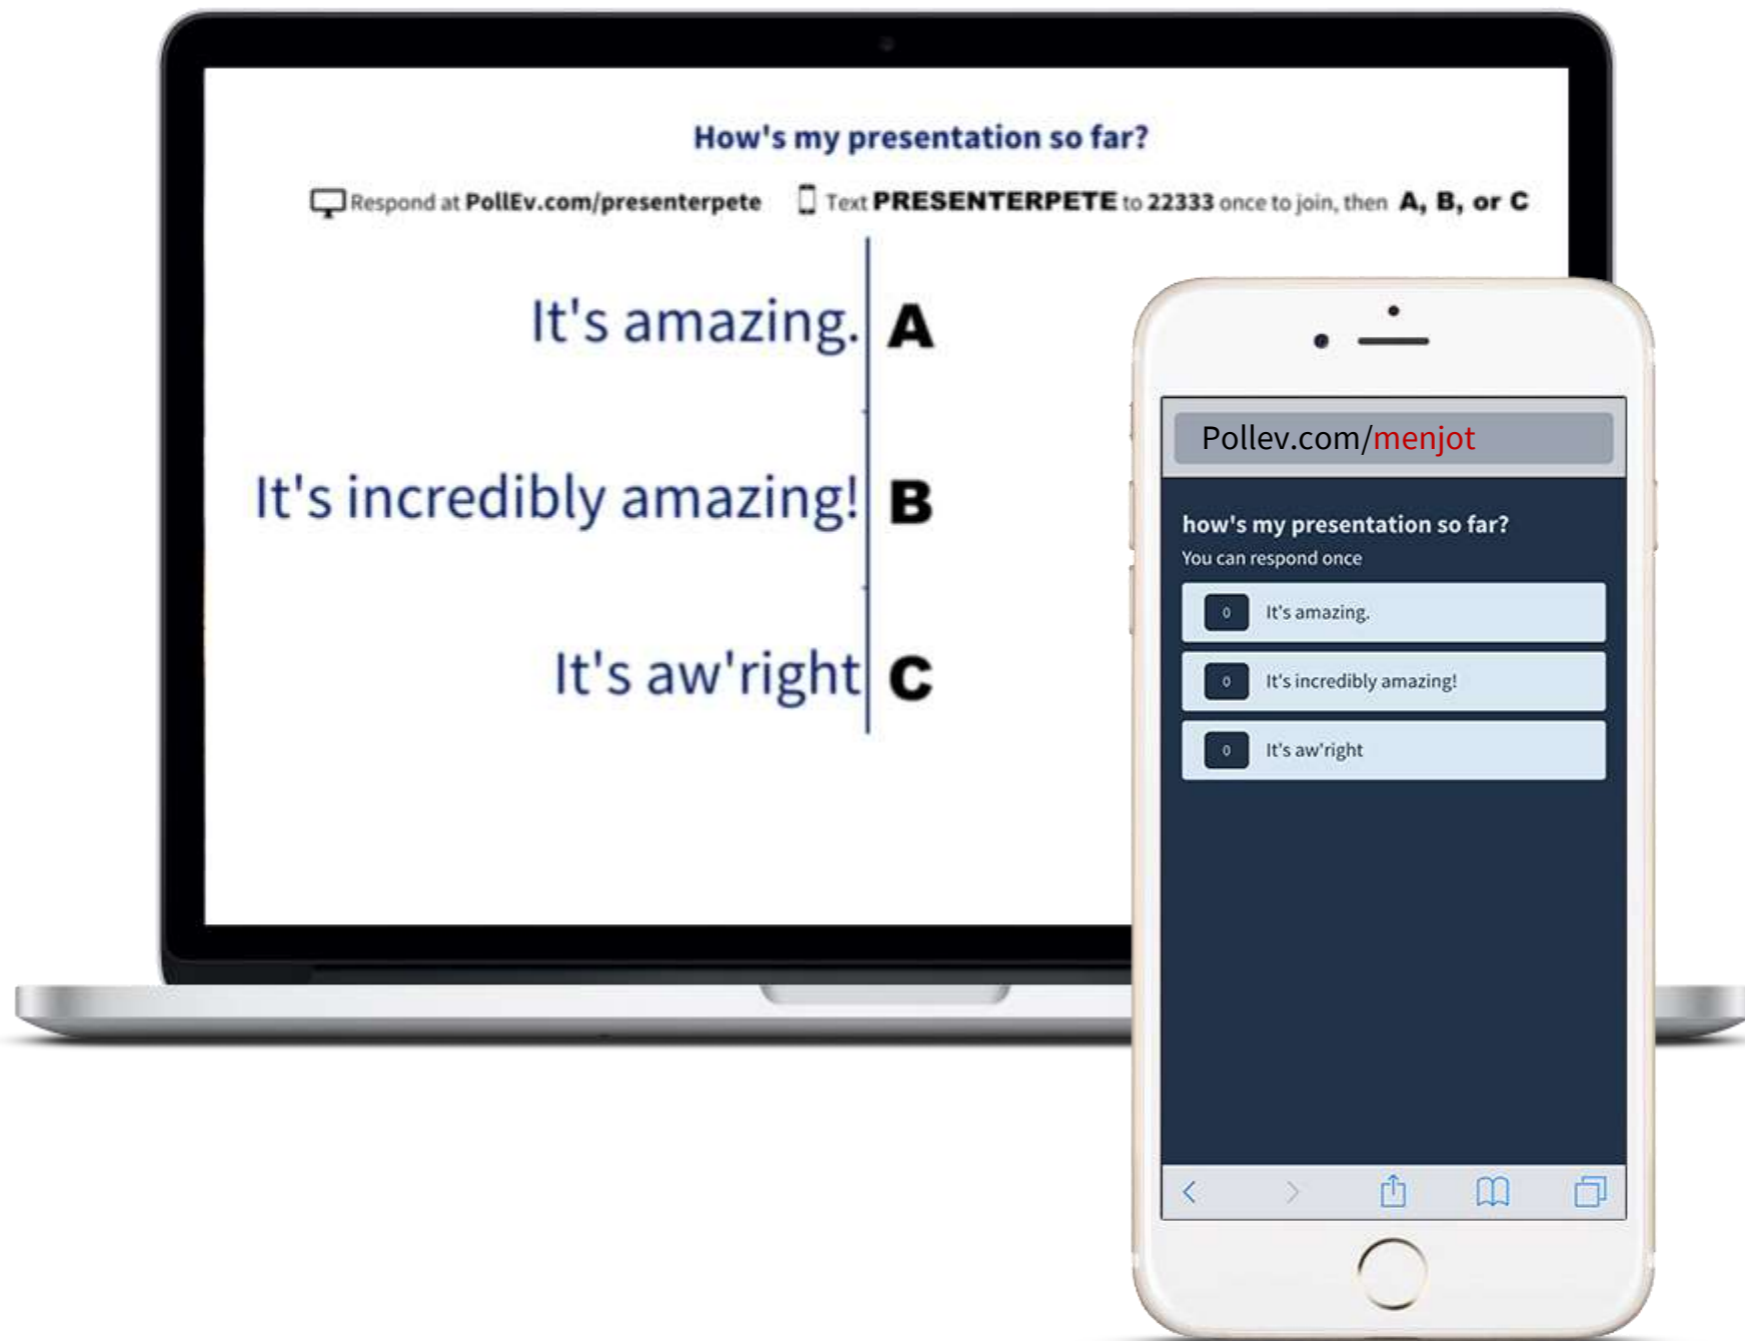 How's my presentation so far?
Respond at PollEv.com/presenterpete Text PRESENTERPETE to 22333 once to join, then A, B, or C
It's amazing. A
It's incredibly amazing! B
It's aw'right C
Pollev.com/menjot
how's my presentation so far?
You can respond once
0 It's amazing.
0 It's incredibly amazing!
0 It's aw'right